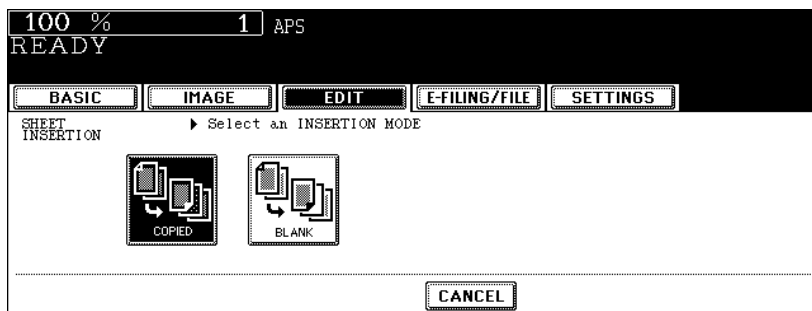 100 % 1 APS
READY
BASIC IMAGE EDIT E-FILING/FILE SETTINGS
SHEET INSERTION
Select an INSERTION MODE
COPIED BLANK
CANCEL